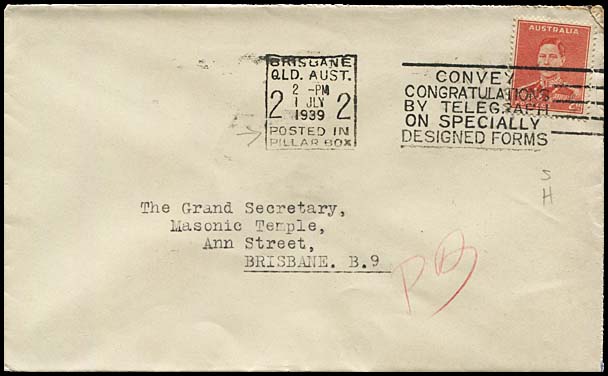 AUSTRALIA
BRISBANE
QLD. AUST.
2 -PM
1 JLY
2 1939 2
POSTED IN
PILLAR BOX
CONVEY
CONGRATULATIONS
BY TELEGRAPH
ON SPECIALLY
DESIGNED FORMS
S
H
The Grand Secretary,
Masonic Temple,
Ann Street,
BRISBANE. B.9
PB